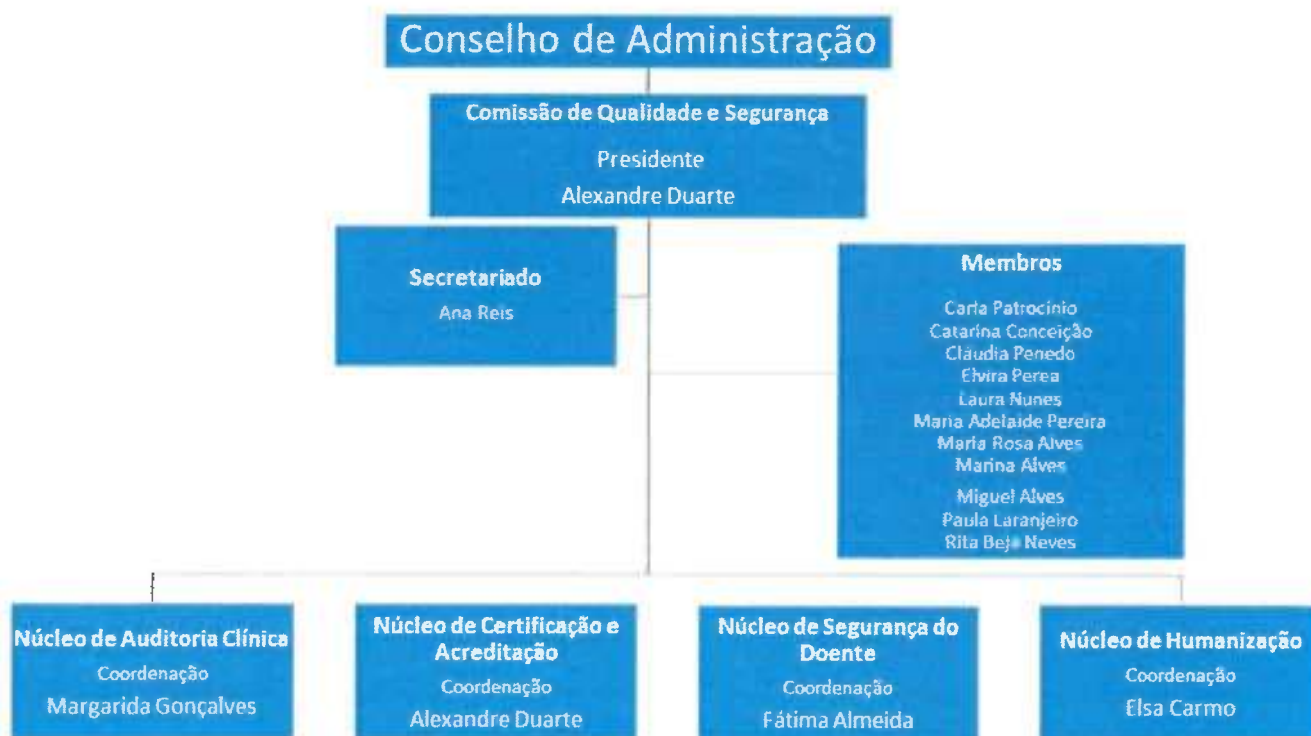 Conselho de Administração
Comissão de Qualidade e Segurança
Presidente
Alexandre Duarte
Secretariado
Ana Reis
Membros
Carla Patrocínio
Catarina Conceição
Cláudia Penedo
Elvira Perea
Laura Nunes
Maria Adelaide Pereira
Maria Rosa Alves
Marina Alves
Miguel Alves
Paula Laranjeiro
Rita Beja Neves
Núcleo de Auditoria Clínica
Coordenação
Margarida Gonçalves
Núcleo de Certificação e
Acreditação
Coordenação
Alexandre Duarte
Núcleo de Segurança do
Doente
Coordenação
Fátima Almeida
Núcleo de Humanização
Coordenação
Elsa Carmo